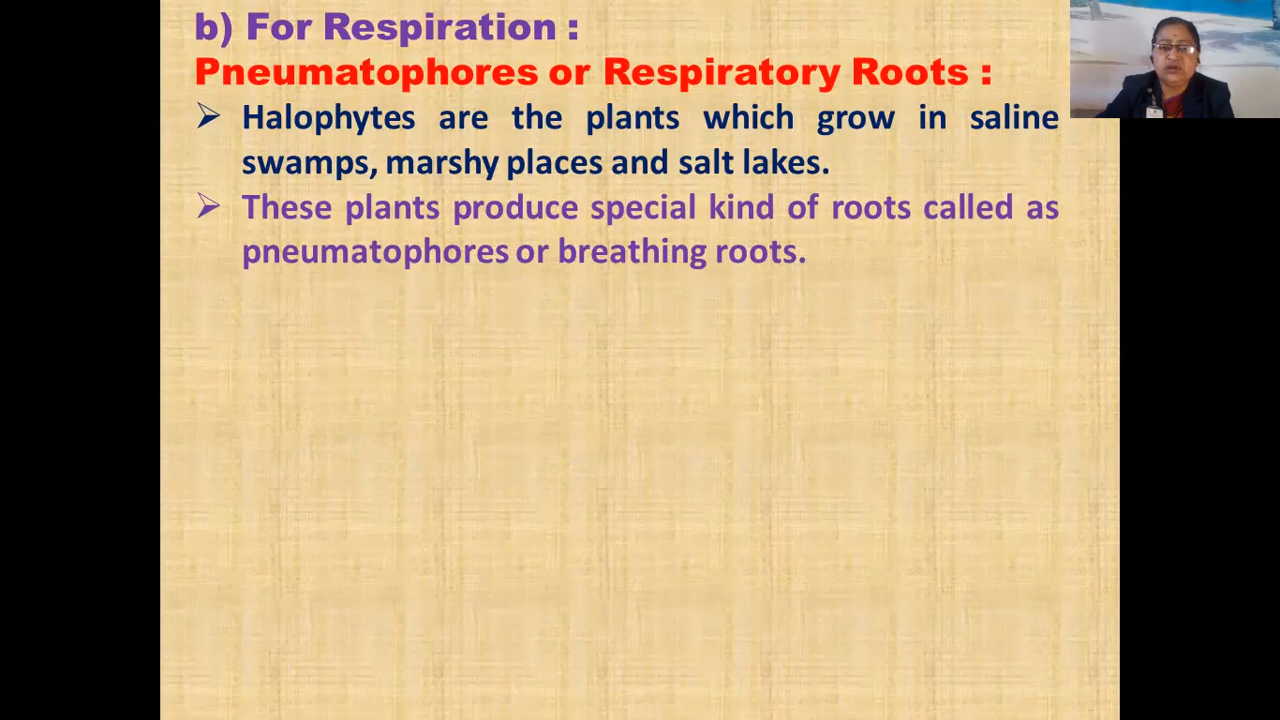 b) For Respiration :
Pneumatophores or Respiratory Roots :
➢ Halophytes are the plants which grow in saline
swamps, marshy places and salt lakes.
➢ These plants produce special kind of roots called as
pneumatophores or breathing roots.